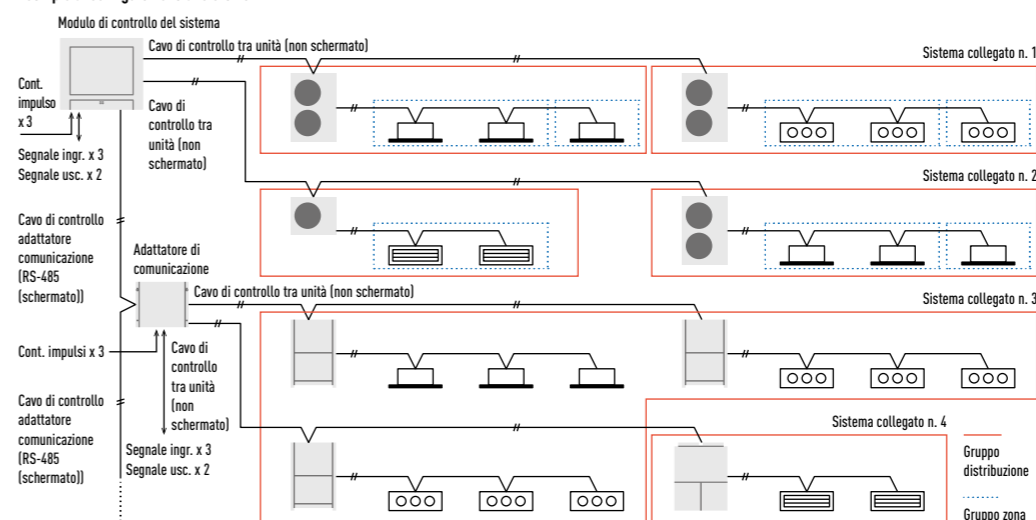 Modulo di controllo del sistema
Cavo di controllo tra unità (non schermato)
Sistema collegato n. 1
Cont.
impulso
x 3
Cavo di
controllo tra
unità (non
schermato)
Segnale ingr. x 3
Segnale usc. x 2
Sistema collegato n. 2
Cavo di controllo
adattatore
comunicazione
(RS-485
(schermato))
Adattatore di
comunicazione
Cavo di controllo tra unità (non schermato)
Sistema collegato n. 3
Cont. impulsi x 3
Cavo di
controllo
tra unità
(non
schermato)
Cavo di controllo
adattatore
comunicazione
(RS-485
(schermato))
Segnale ingr. x 3
Segnale usc. x 2
Sistema collegato n. 4
Gruppo
distribuzione
Gruppo zona